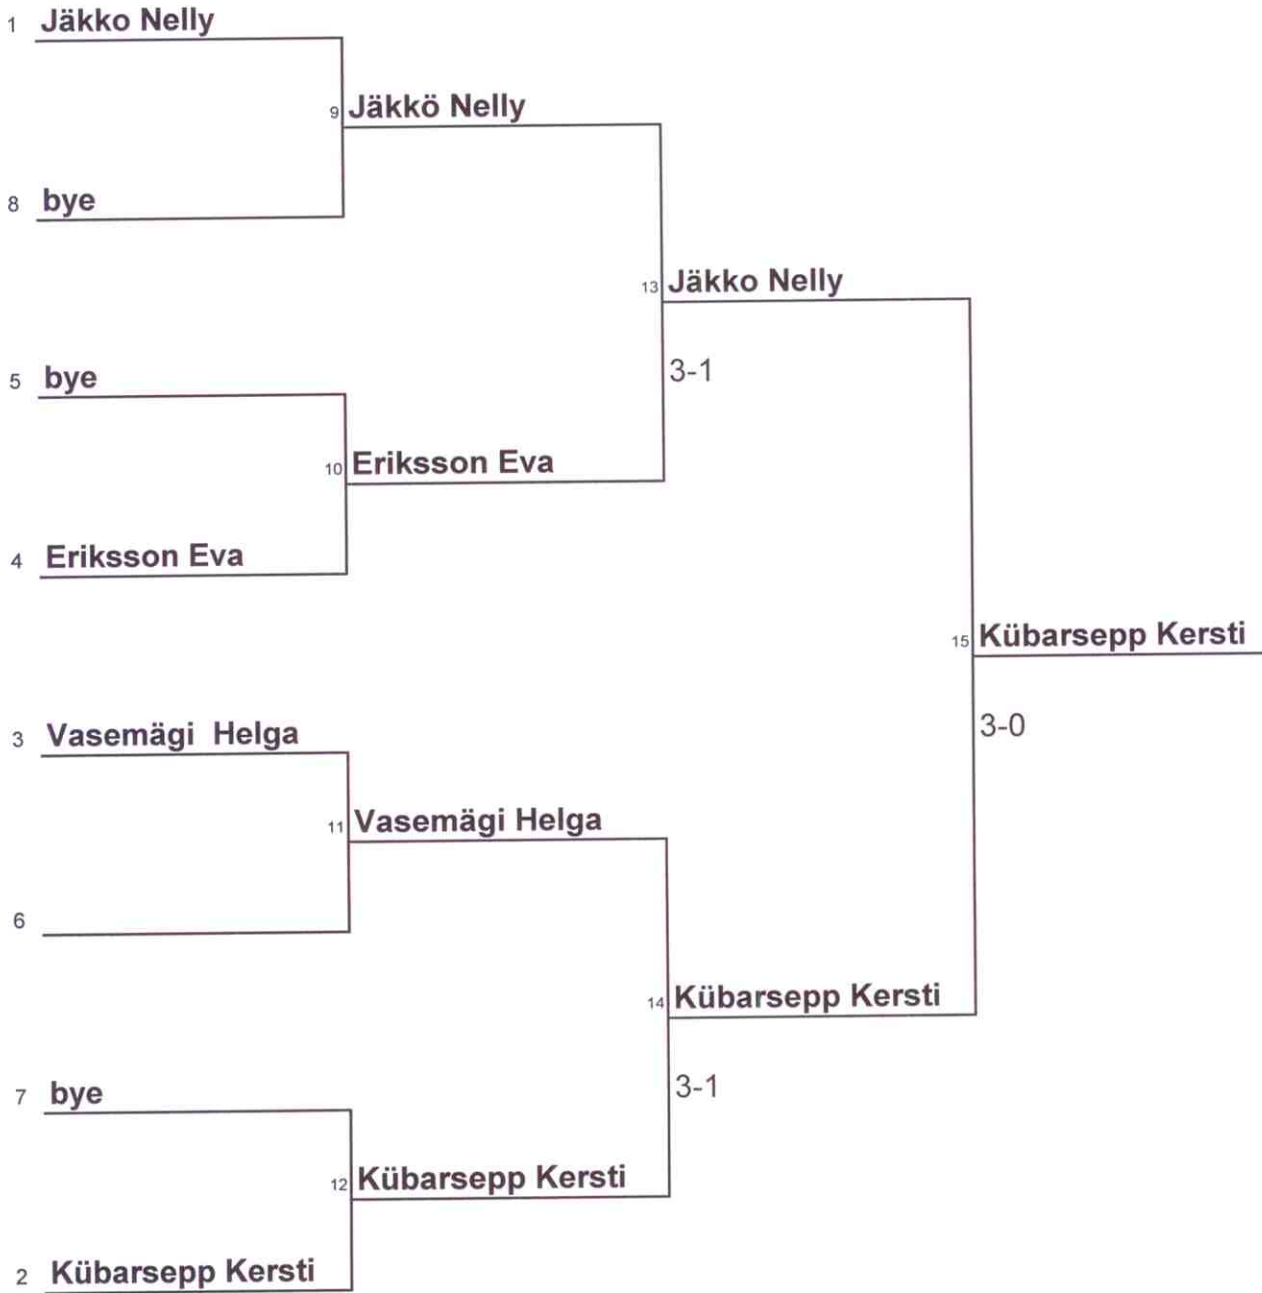 1 Jäkko Nelly
9 Jäkkö Nelly
8 bye
13 Jäkko Nelly
3-1
5 bye
10 Eriksson Eva
4 Eriksson Eva
15 Kübarsepp Kersti
3-0
3 Vasemägi Helga
11 Vasemägi Helga
6
14 Kübarsepp Kersti
3-1
7 bye
12 Kübarsepp Kersti
2 Kübarsepp Kersti